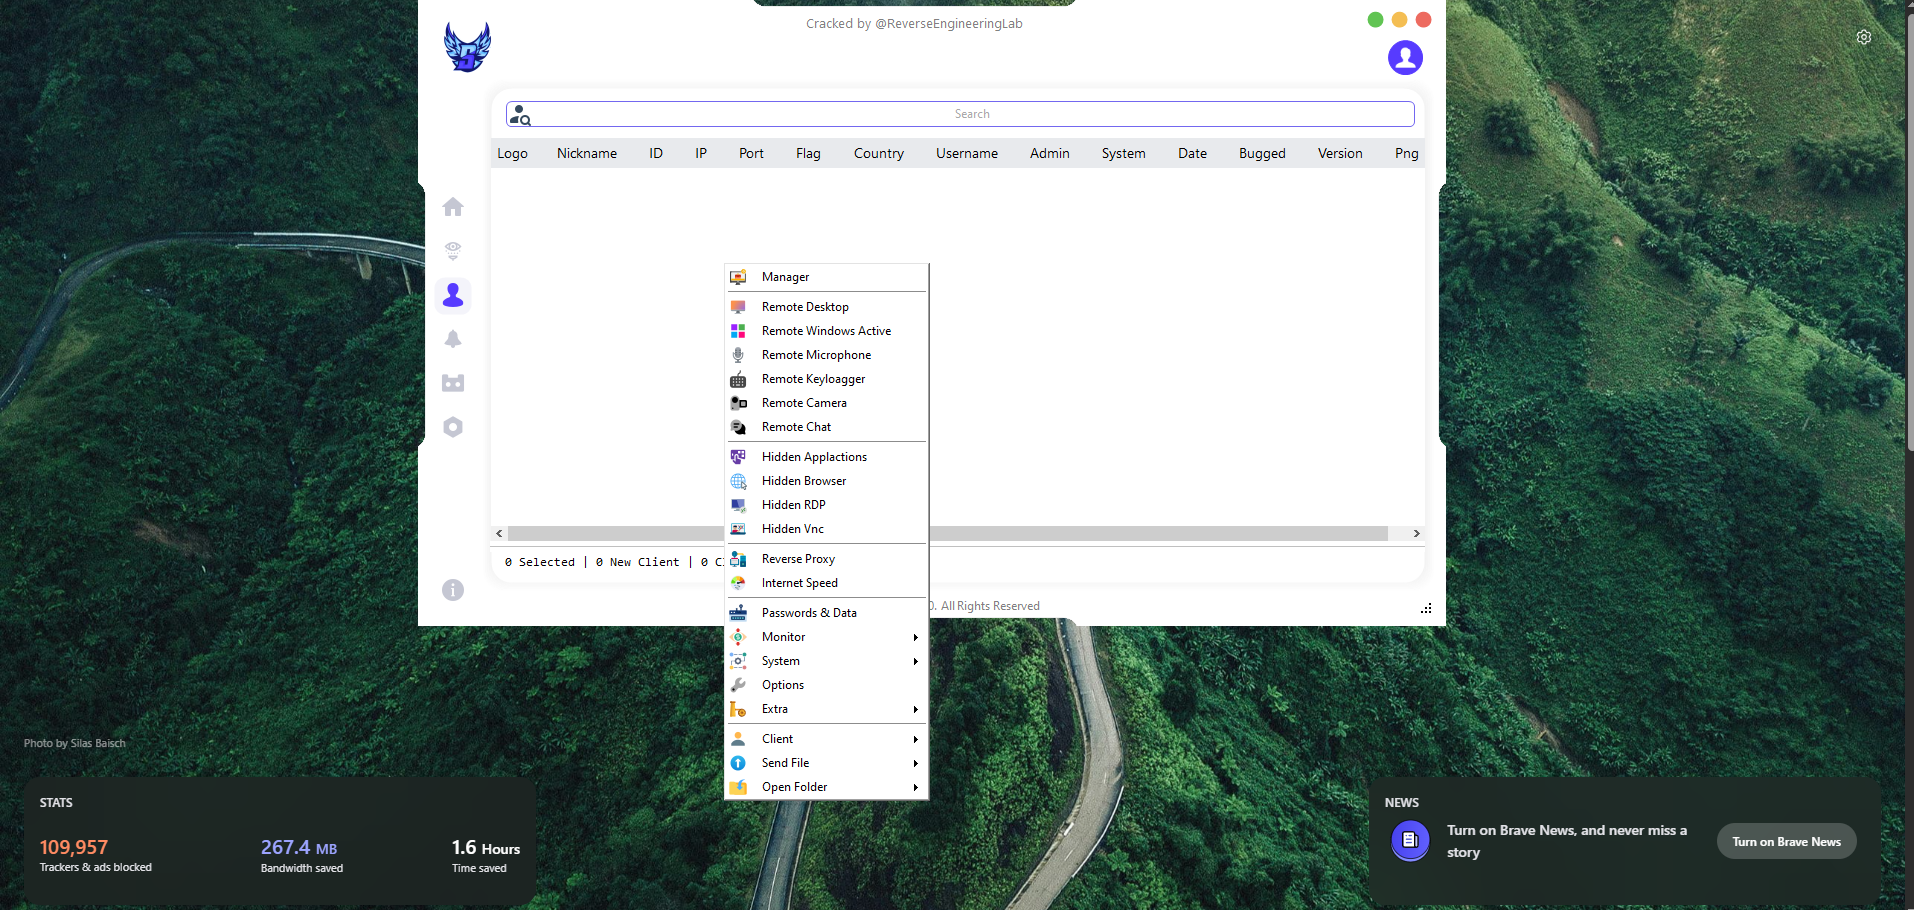 Cracked by @ReverseEngineeringLab
Search
Logo Nickname ID IP Port Flag Country Username Admin System Date Bugged Version Png
Manager
Remote Desktop
Remote Windows Active
Remote Microphone
Remote Keyloagger
Remote Camera
Remote Chat
Hidden Applactions
Hidden Browser
Hidden RDP
Hidden Vnc
0 Selected | 0 New Client | 0
Reverse Proxy
Internet Speed
0. All Rights Reserved
Passwords & Data
Monitor
System
Options
Extra
Client
Send File
Open Folder
Photo by Silas Baisch
STATS
109,957
Trackers & ads blocked
267.4 MB
Bandwidth saved
1.6 Hours
Time saved
NEWS
Turn on Brave News, and never miss a
story
Turn on Brave News